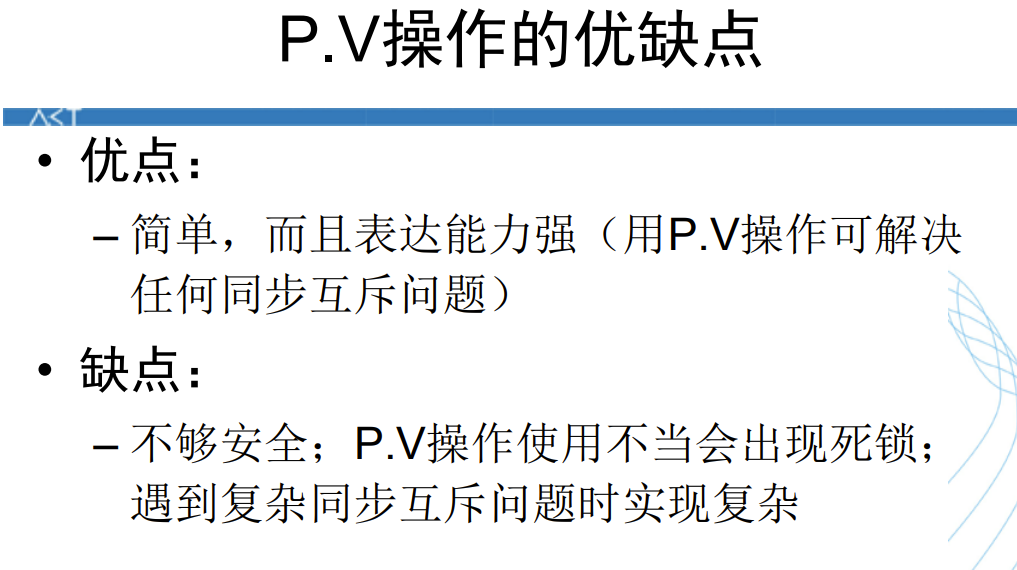 P.V操作的优缺点
• 优点：
– 简单，而且表达能力强（用P.V操作可解决
任何同步互斥问题）
• 缺点：
– 不够安全；P.V操作使用不当会出现死锁；
遇到复杂同步互斥问题时实现复杂